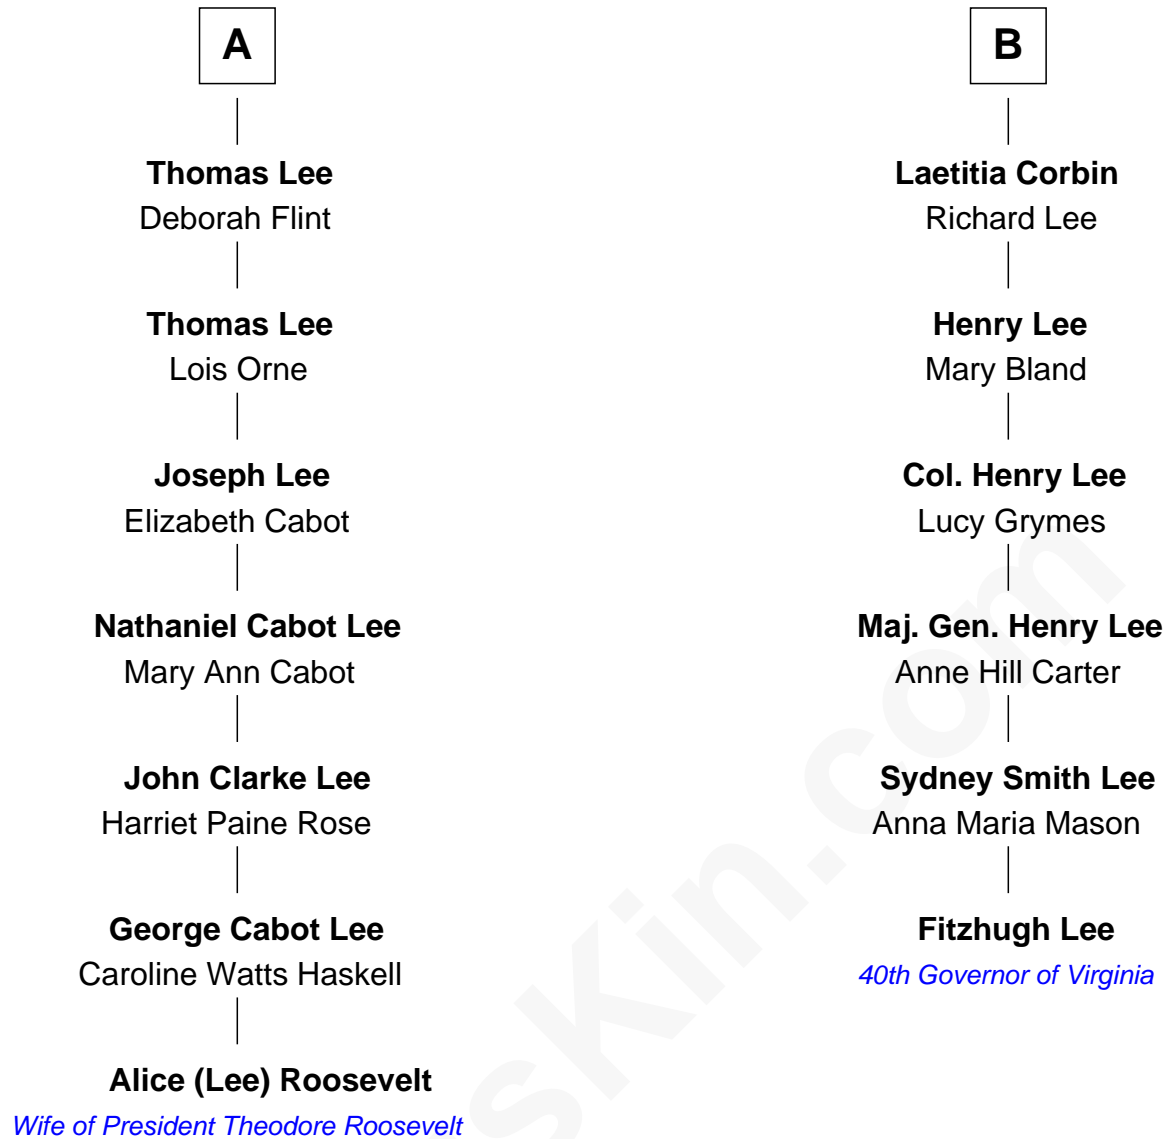 A
Thomas Lee
Deborah Flint
Thomas Lee
Lois Orne
Joseph Lee
Elizabeth Cabot
Nathaniel Cabot Lee
Mary Ann Cabot
John Clarke Lee
Harriet Paine Rose
George Cabot Lee
Caroline Watts Haskell
Alice (Lee) Roosevelt
Wife of President Theodore Roosevelt
B
Laetitia Corbin
Richard Lee
Henry Lee
Mary Bland
Col. Henry Lee
Lucy Grymes
Maj. Gen. Henry Lee
Anne Hill Carter
Sydney Smith Lee
Anna Maria Mason
Fitzhugh Lee
40th Governor of Virginia
sKin.com